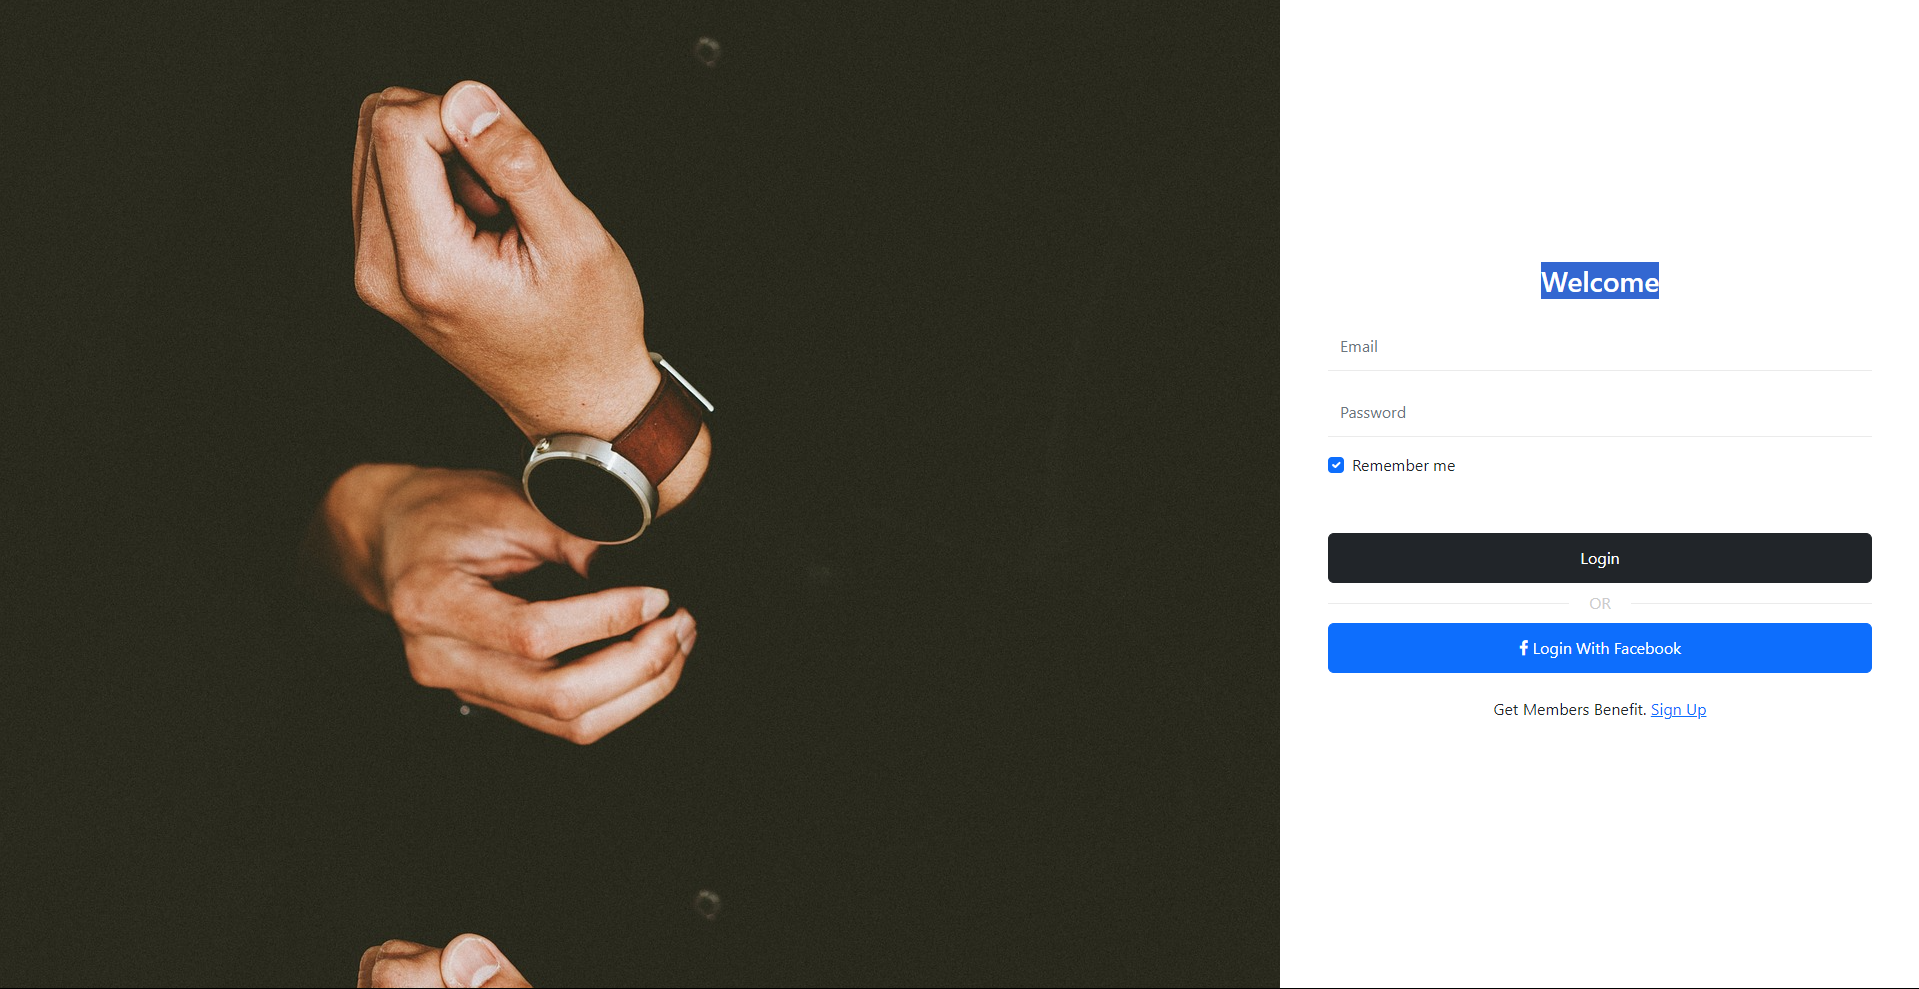 Welcome
Email
Password
Remember me
Login
OR
Login With Facebook
Get Members Benefit. Sign Up